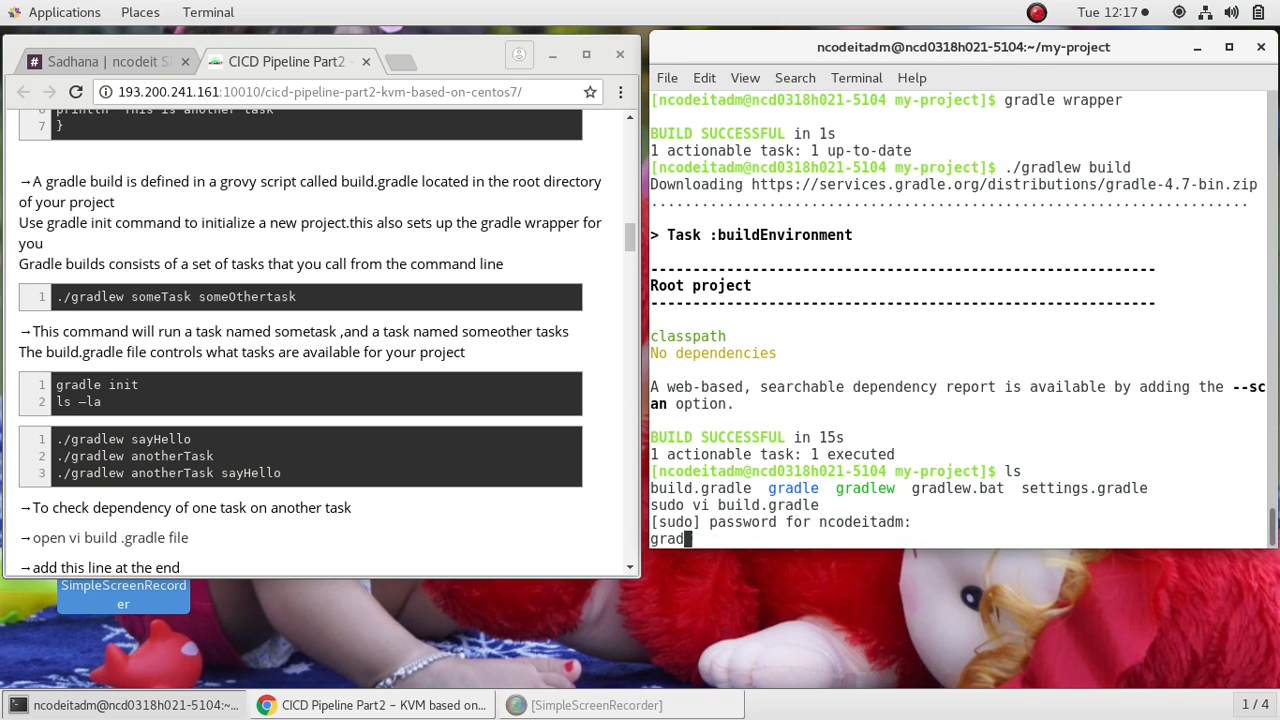 Applications Places Terminal Tue 12:17
Sadhana | ncodeit S
CICD Pipeline Part2 -
193.200.241.161:10010/cicd-pipeline-part2-kvm-based-on-centos7/
7 }
→A gradle build is defined in a grovy script called build.gradle located in the root directory
of your project
Use gradle init command to initialize a new project.this also sets up the gradle wrapper for
you
Gradle builds consists of a set of tasks that you call from the command line
1 ./gradlew someTask someOthertask
→This command will run a task named sometask ,and a task named someother tasks
The build.gradle file controls what tasks are available for your project
1 gradle init
2 ls –la
1 ./gradlew sayHello
2 ./gradlew anotherTask
3 ./gradlew anotherTask sayHello
→To check dependency of one task on another task
→open vi build .gradle file
→add this line at the end
SimpleScreenRecord
er
ncodeitadm@ncd0318h021-5104:~/my-project
File Edit View Search Terminal Help
[ncodeitadm@ncd0318h021-5104 my-project]$ gradle wrapper
BUILD SUCCESSFUL in 1s
1 actionable task: 1 up-to-date
[ncodeitadm@ncd0318h021-5104 my-project]$ ./gradlew build
Downloading https://services.gradle.org/distributions/gradle-4.7-bin.zip
.......................................................................
> Task :buildEnvironment
------------------------------------------------------------
Root project
------------------------------------------------------------
classpath
No dependencies
A web-based, searchable dependency report is available by adding the --sc
an option.
BUILD SUCCESSFUL in 15s
1 actionable task: 1 executed
[ncodeitadm@ncd0318h021-5104 my-project]$ ls
build.gradle gradle gradlew gradlew.bat settings.gradle
sudo vi build.gradle
[sudo] password for ncodeitadm:
grad
ncodeitadm@ncd0318h021-5104:~...
CICD Pipeline Part2 – KVM based on...
[SimpleScreenRecorder]
1 / 4